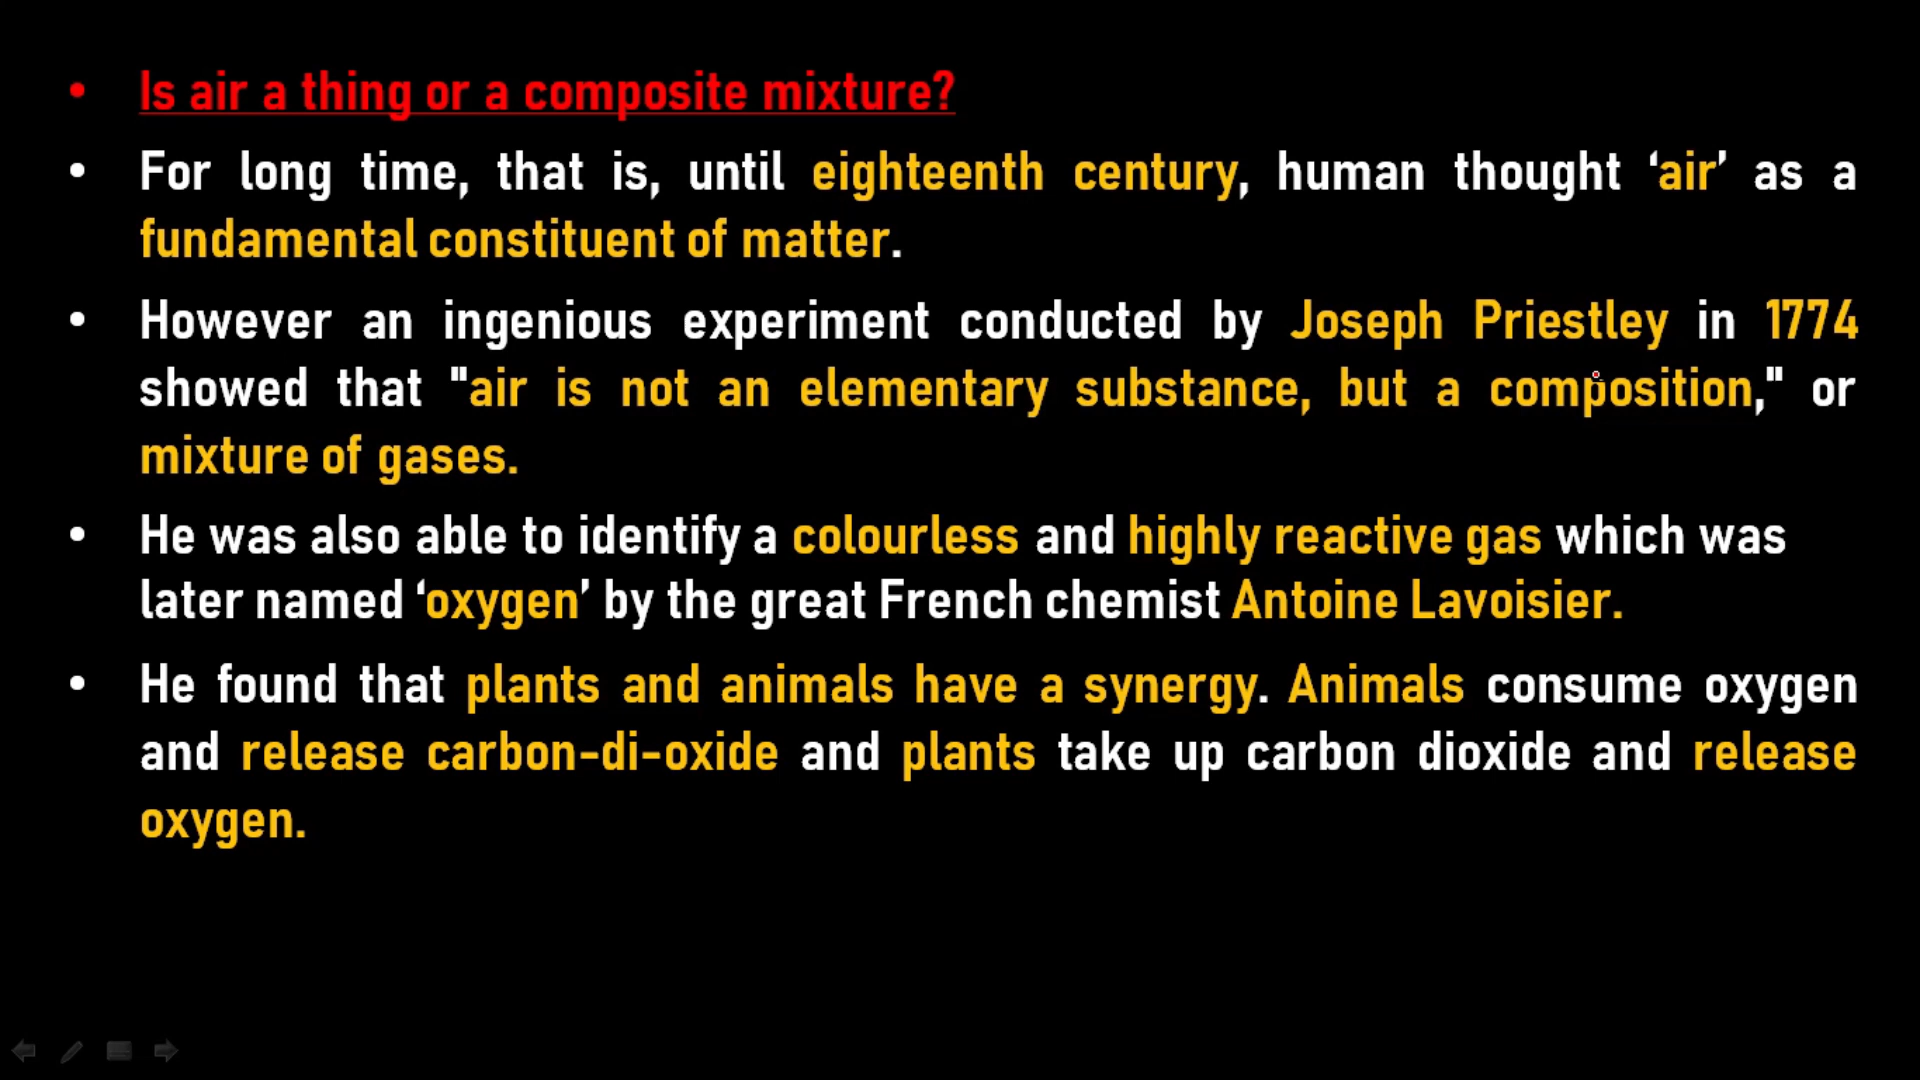 • Is air a thing or a composite mixture?
• For long time, that is, until eighteenth century, human thought ‘air’ as a
fundamental constituent of matter.
• However an ingenious experiment conducted by Joseph Priestley in 1774
showed that "air is not an elementary substance, but a composition," or
mixture of gases.
• He was also able to identify a colourless and highly reactive gas which was
later named ‘oxygen’ by the great French chemist Antoine Lavoisier.
• He found that plants and animals have a synergy. Animals consume oxygen
and release carbon-di-oxide and plants take up carbon dioxide and release
oxygen.